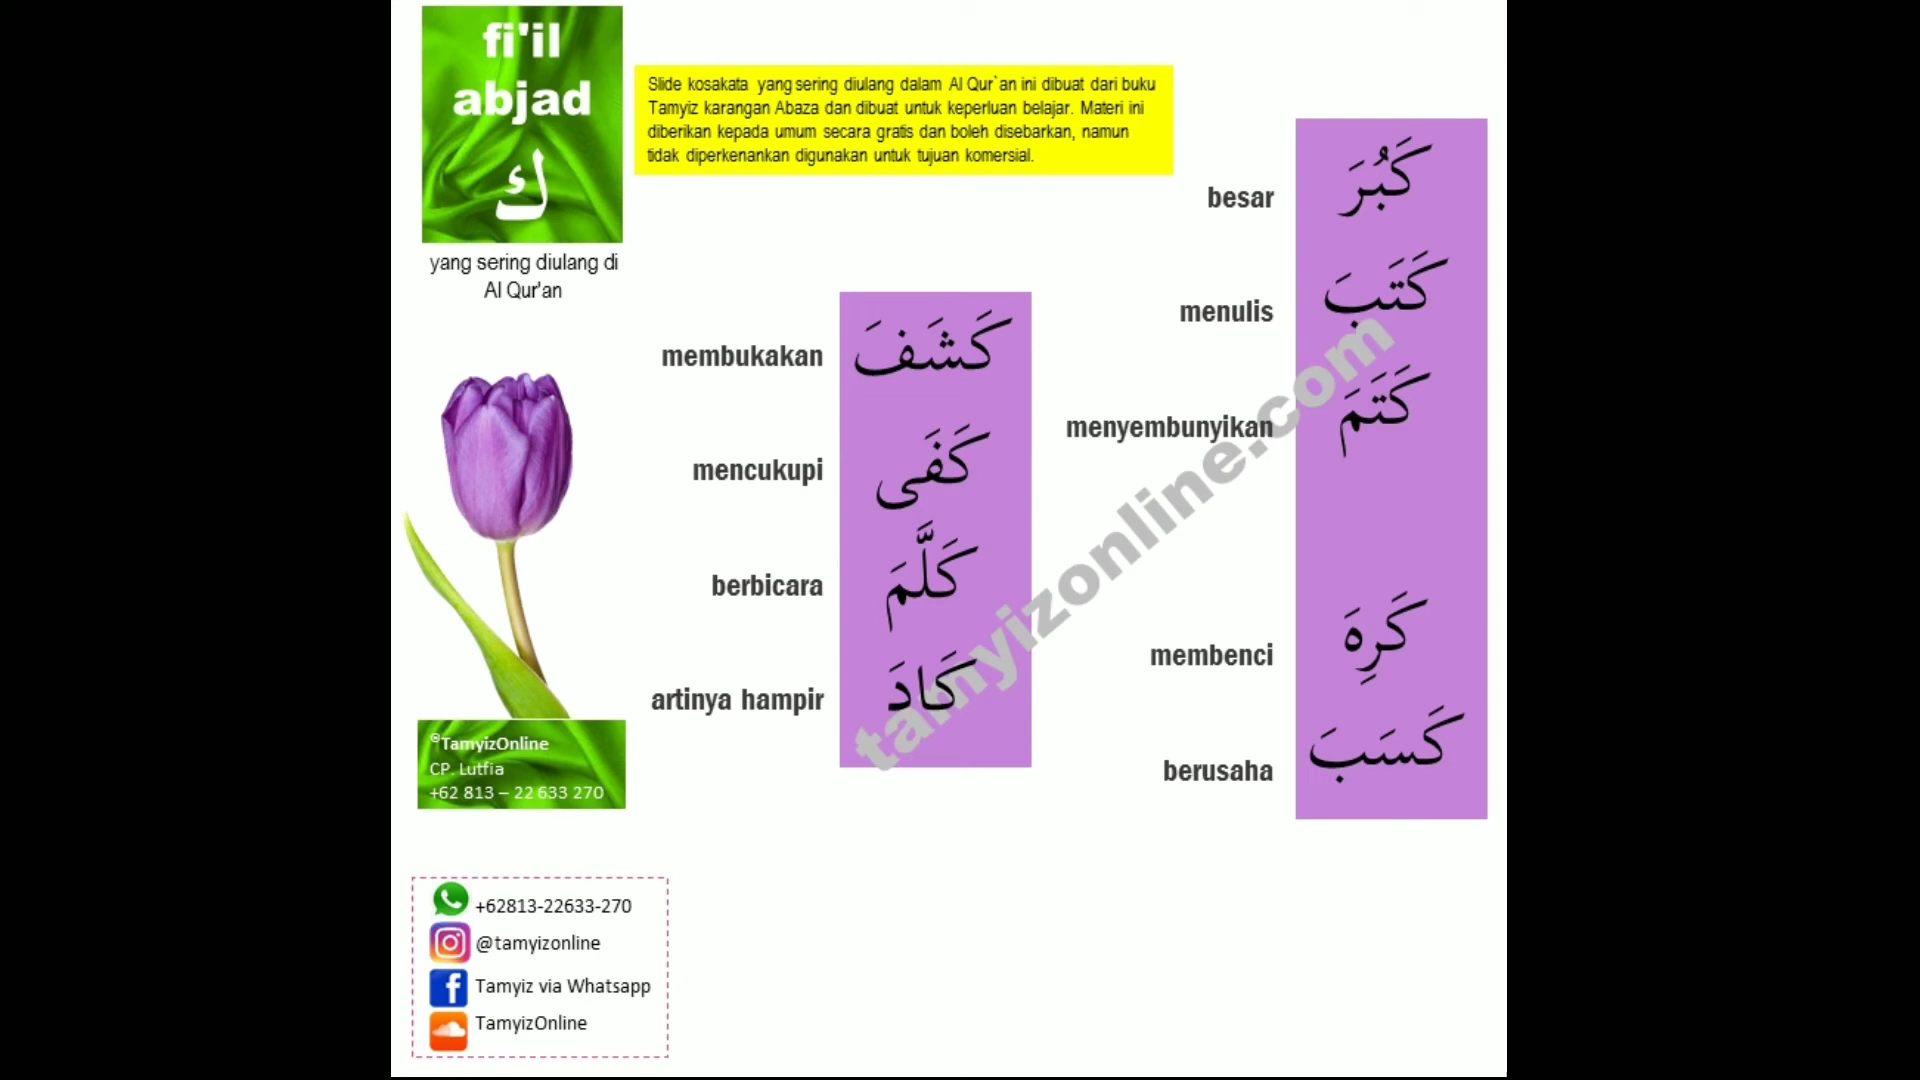 fi'il
abjad
ك
yang sering diulang di
Al Qur'an
Slide kosakata yang sering diulang dalam Al Qur`an ini dibuat dari buku
Tamyiz karangan Abaza dan dibuat untuk keperluan belajar. Materi ini
diberikan kepada umum secara gratis dan boleh disebarkan, namun
tidak diperkenankan digunakan untuk tujuan komersial.
besar كَبُرَ
menulis كَتَبَ
menyembunyikan كَتَمَ
membenci كَرِهَ
berusaha كَسَبَ
membukakan كَشَفَ
mencukupi كَفَى
berbicara كَلَّمَ
artinya hampir كَادَ
tamyizonline.com
©TamyizOnline
CP. Lutfia
+62 813 – 22 633 270
+62813-22633-270
@tamyizonline
Tamyiz via Whatsapp
TamyizOnline